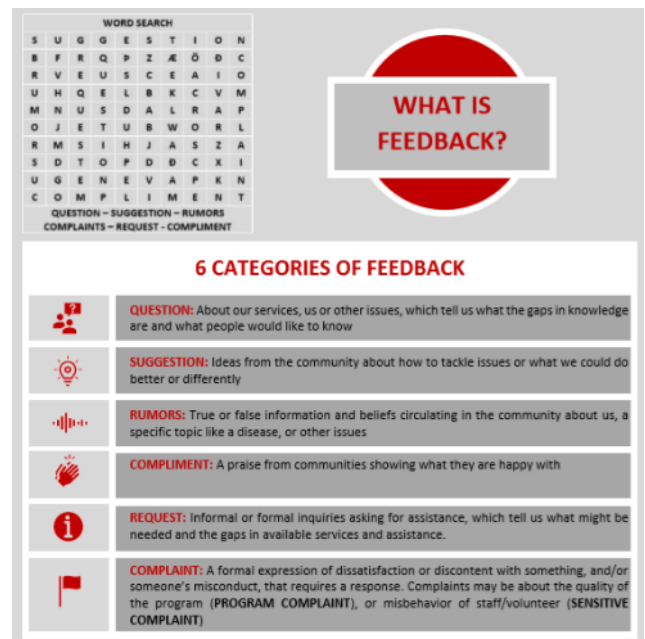 WORD SEARCH
S U G G E S T I O N
B F R Q Þ Z Æ Ö Ð C
R V E U S C E A I O
U H Q E L B K C V M
M N U S D A L R A P
O J E T U B W O R L
R M S I H J A S Z A
S D T O P D Ð C X I
U G E N E V A P K N
C O M P L I M E N T
QUESTION – SUGGESTION – RUMORS
COMPLAINTS – REQUEST - COMPLIMENT
WHAT IS
FEEDBACK?
6 CATEGORIES OF FEEDBACK
QUESTION: About our services, us or other issues, which tell us what the gaps in knowledge
are and what people would like to know
SUGGESTION: Ideas from the community about how to tackle issues or what we could do
better or differently
RUMORS: True or false information and beliefs circulating in the community about us, a
specific topic like a disease, or other issues
COMPLIMENT: A praise from communities showing what they are happy with
REQUEST: Informal or formal inquiries asking for assistance, which tell us what might be
needed and the gaps in available services and assistance.
COMPLAINT: A formal expression of dissatisfaction or discontent with something, and/or
someone's misconduct, that requires a response. Complaints may be about the quality of
the program (PROGRAM COMPLAINT), or misbehavior of staff/volunteer (SENSITIVE
COMPLAINT)